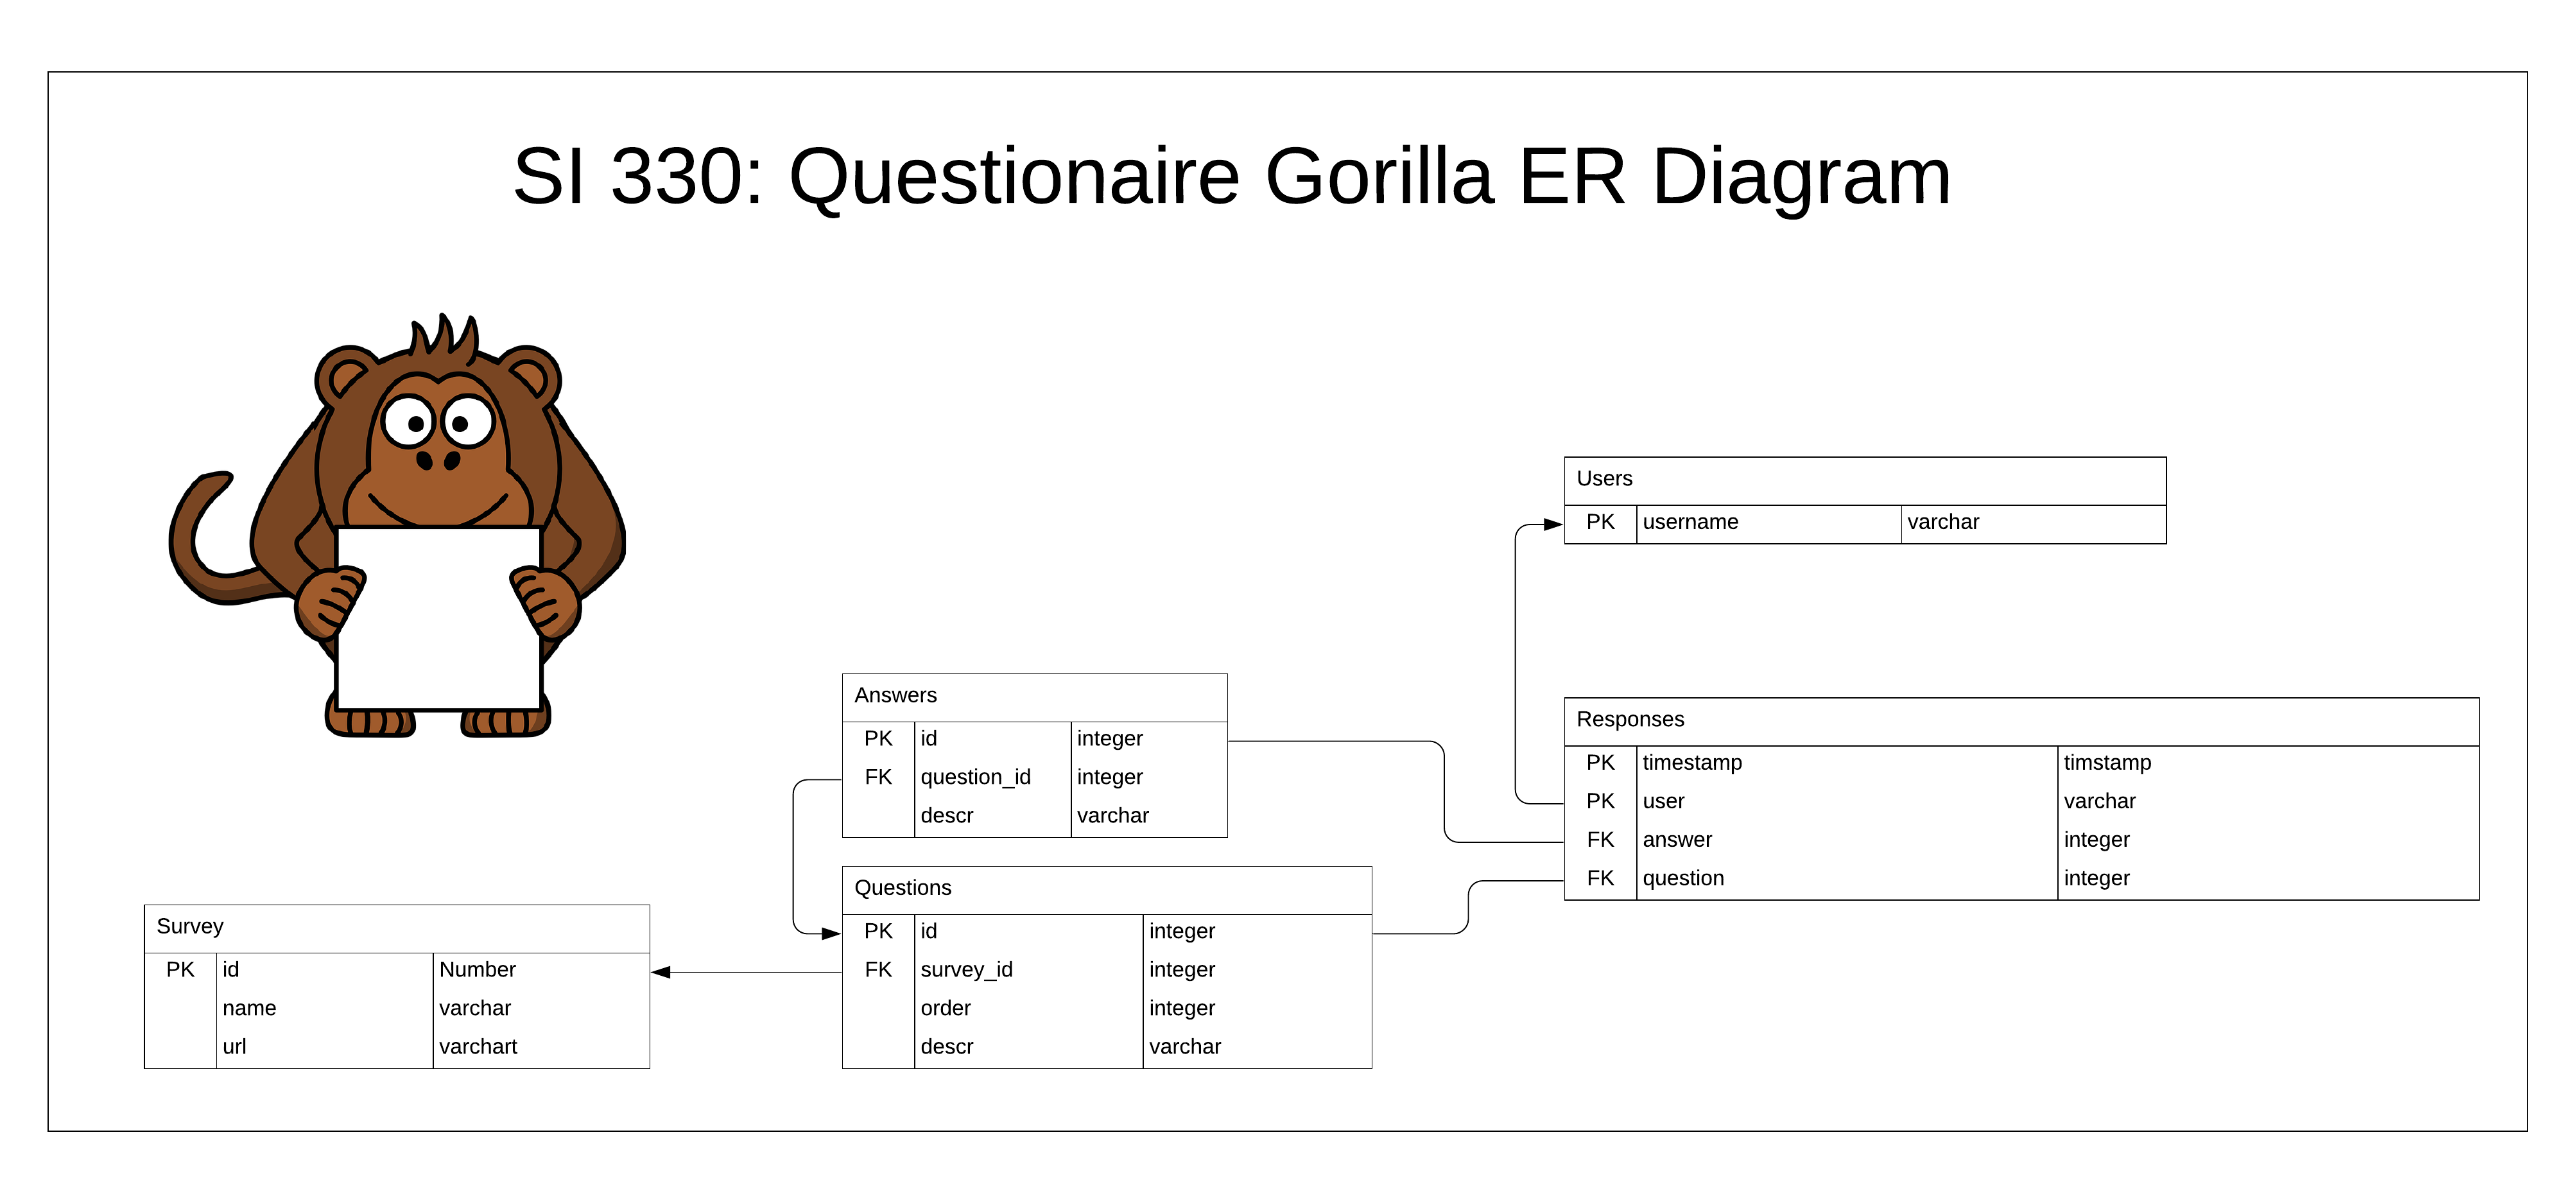 SI 330: Questionaire Gorilla ER Diagram
Users
PK username varchar
Answers
PK id integer
FK question_id integer
descr varchar
Responses
PK timestamp timstamp
PK user varchar
FK answer integer
FK question integer
Questions
PK id integer
FK survey_id integer
order integer
descr varchar
Survey
PK id Number
name varchar
url varchart